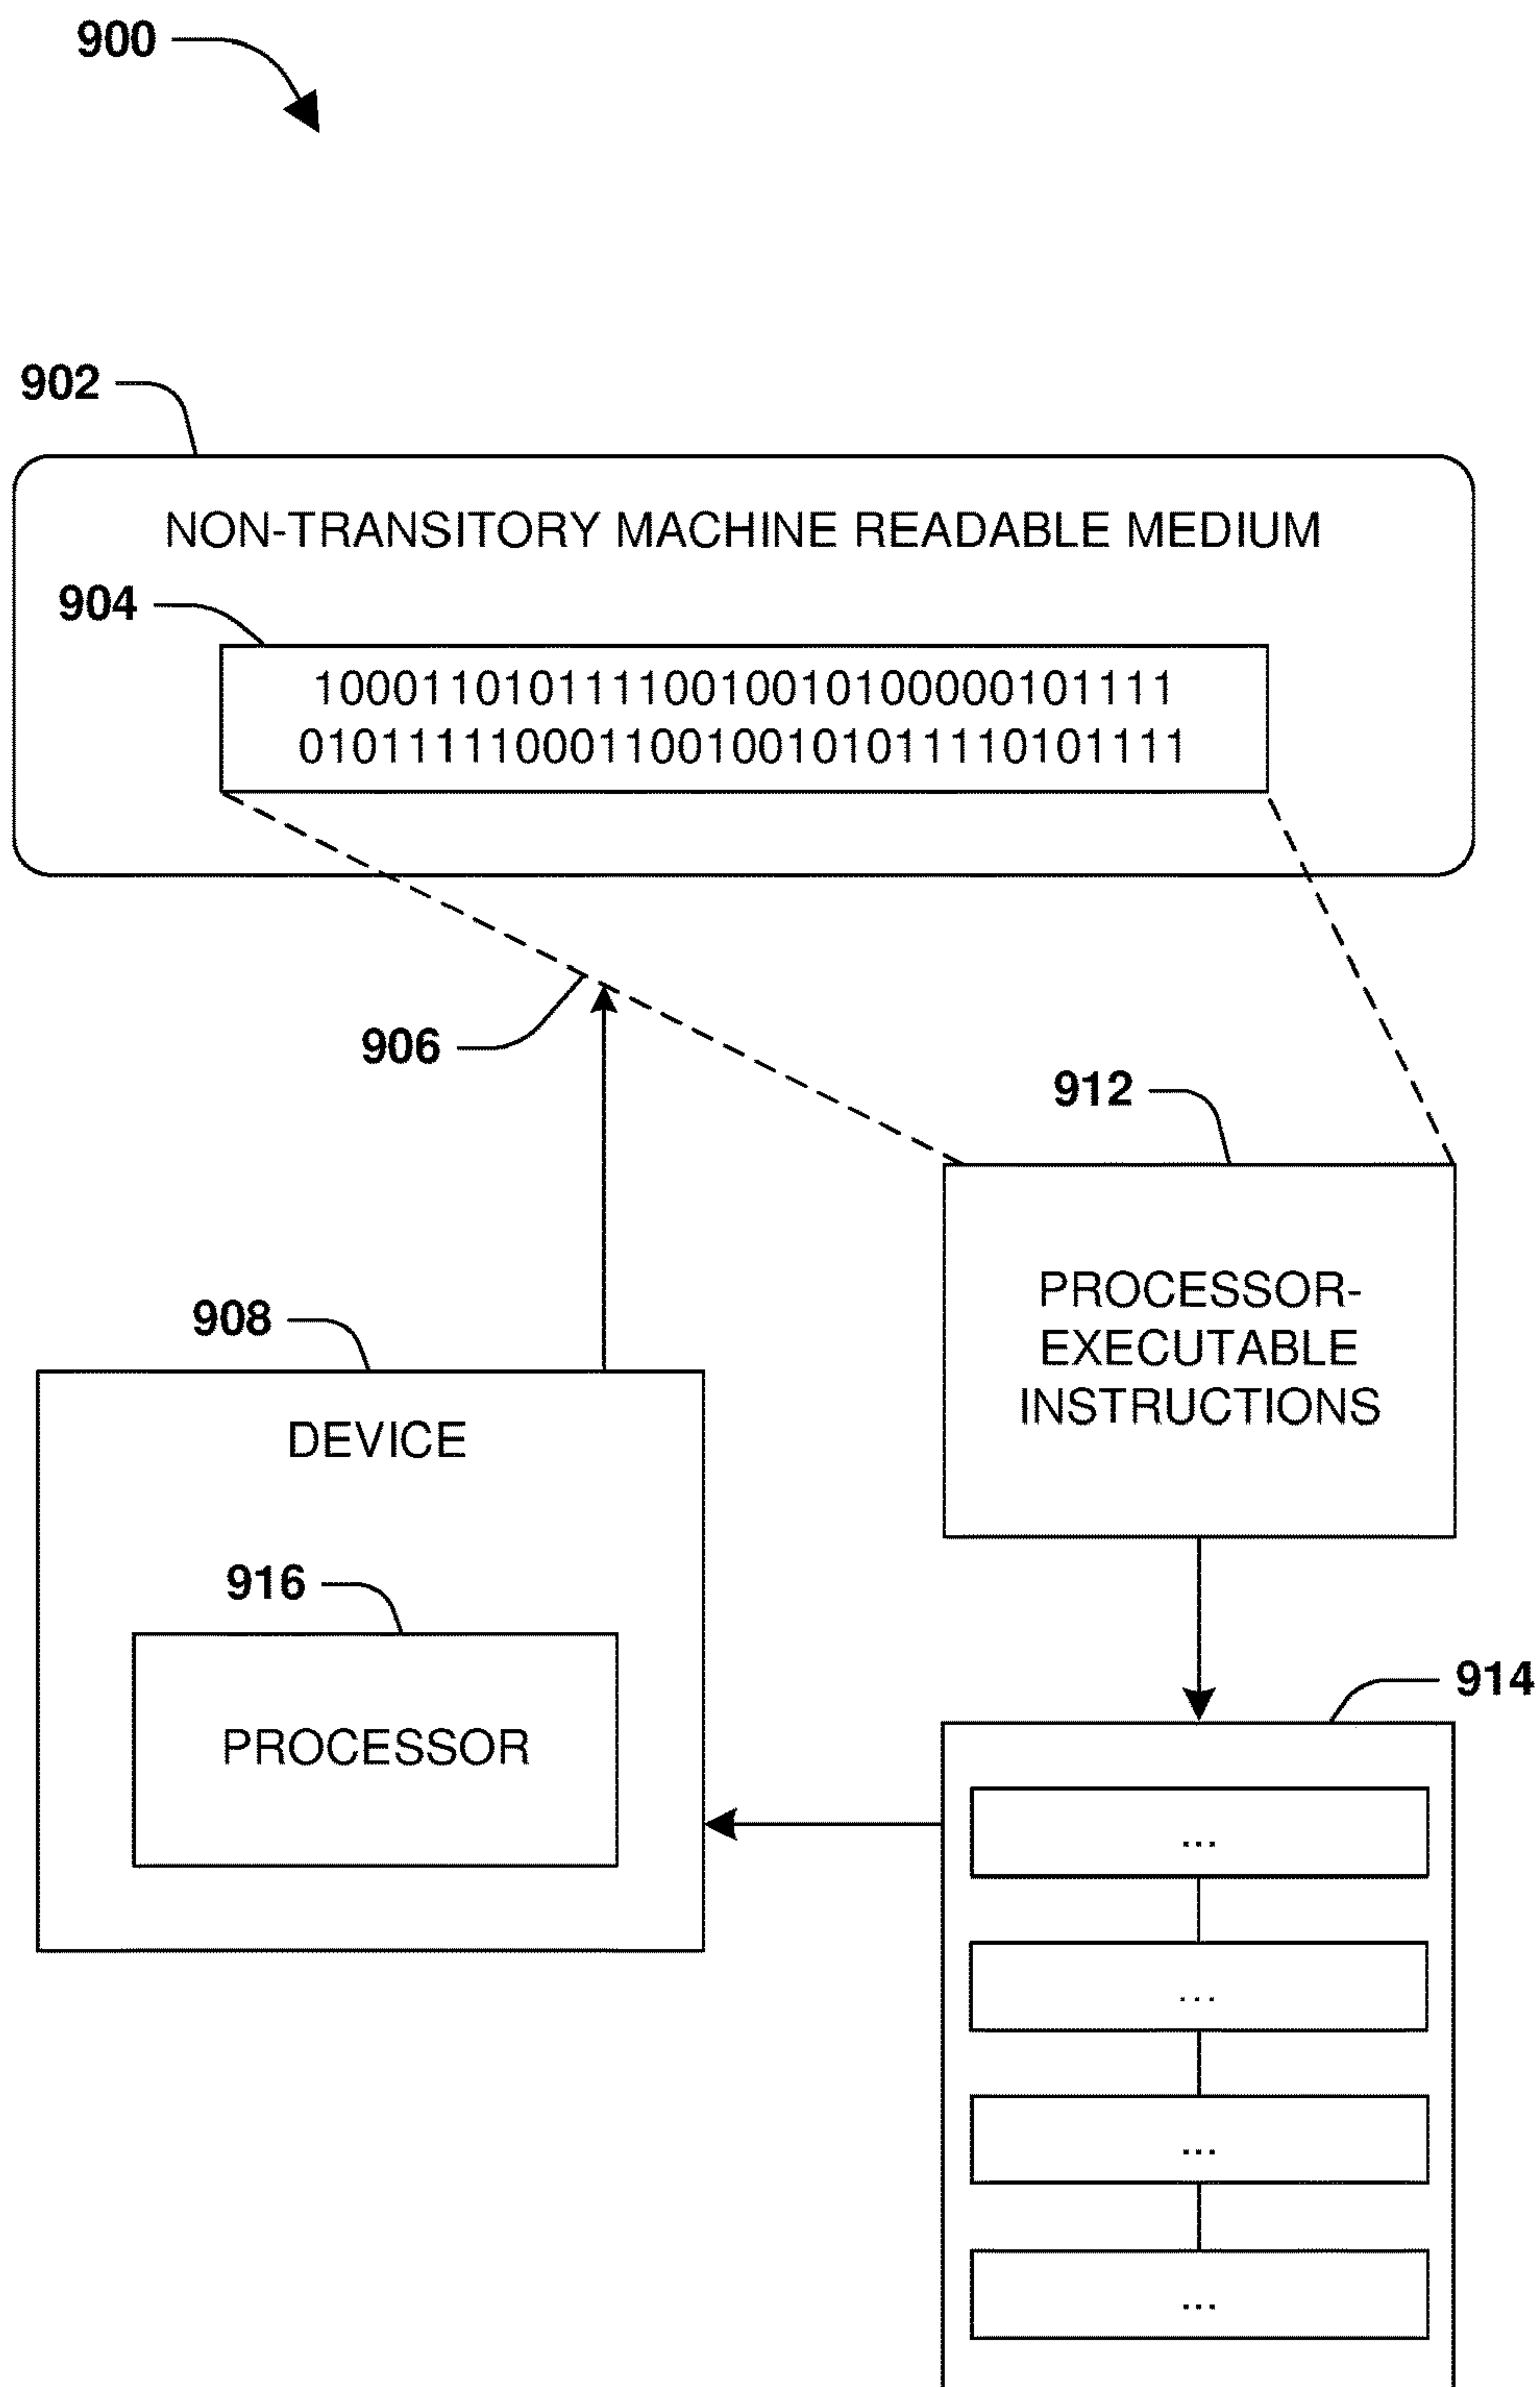 900
902
NON-TRANSITORY MACHINE READABLE MEDIUM
904
10001101011110010010100000101111
010111110001100100101011110101111
906
912
PROCESSOR-
EXECUTABLE
INSTRUCTIONS
908
DEVICE
916
PROCESSOR
914
...
...
...
...